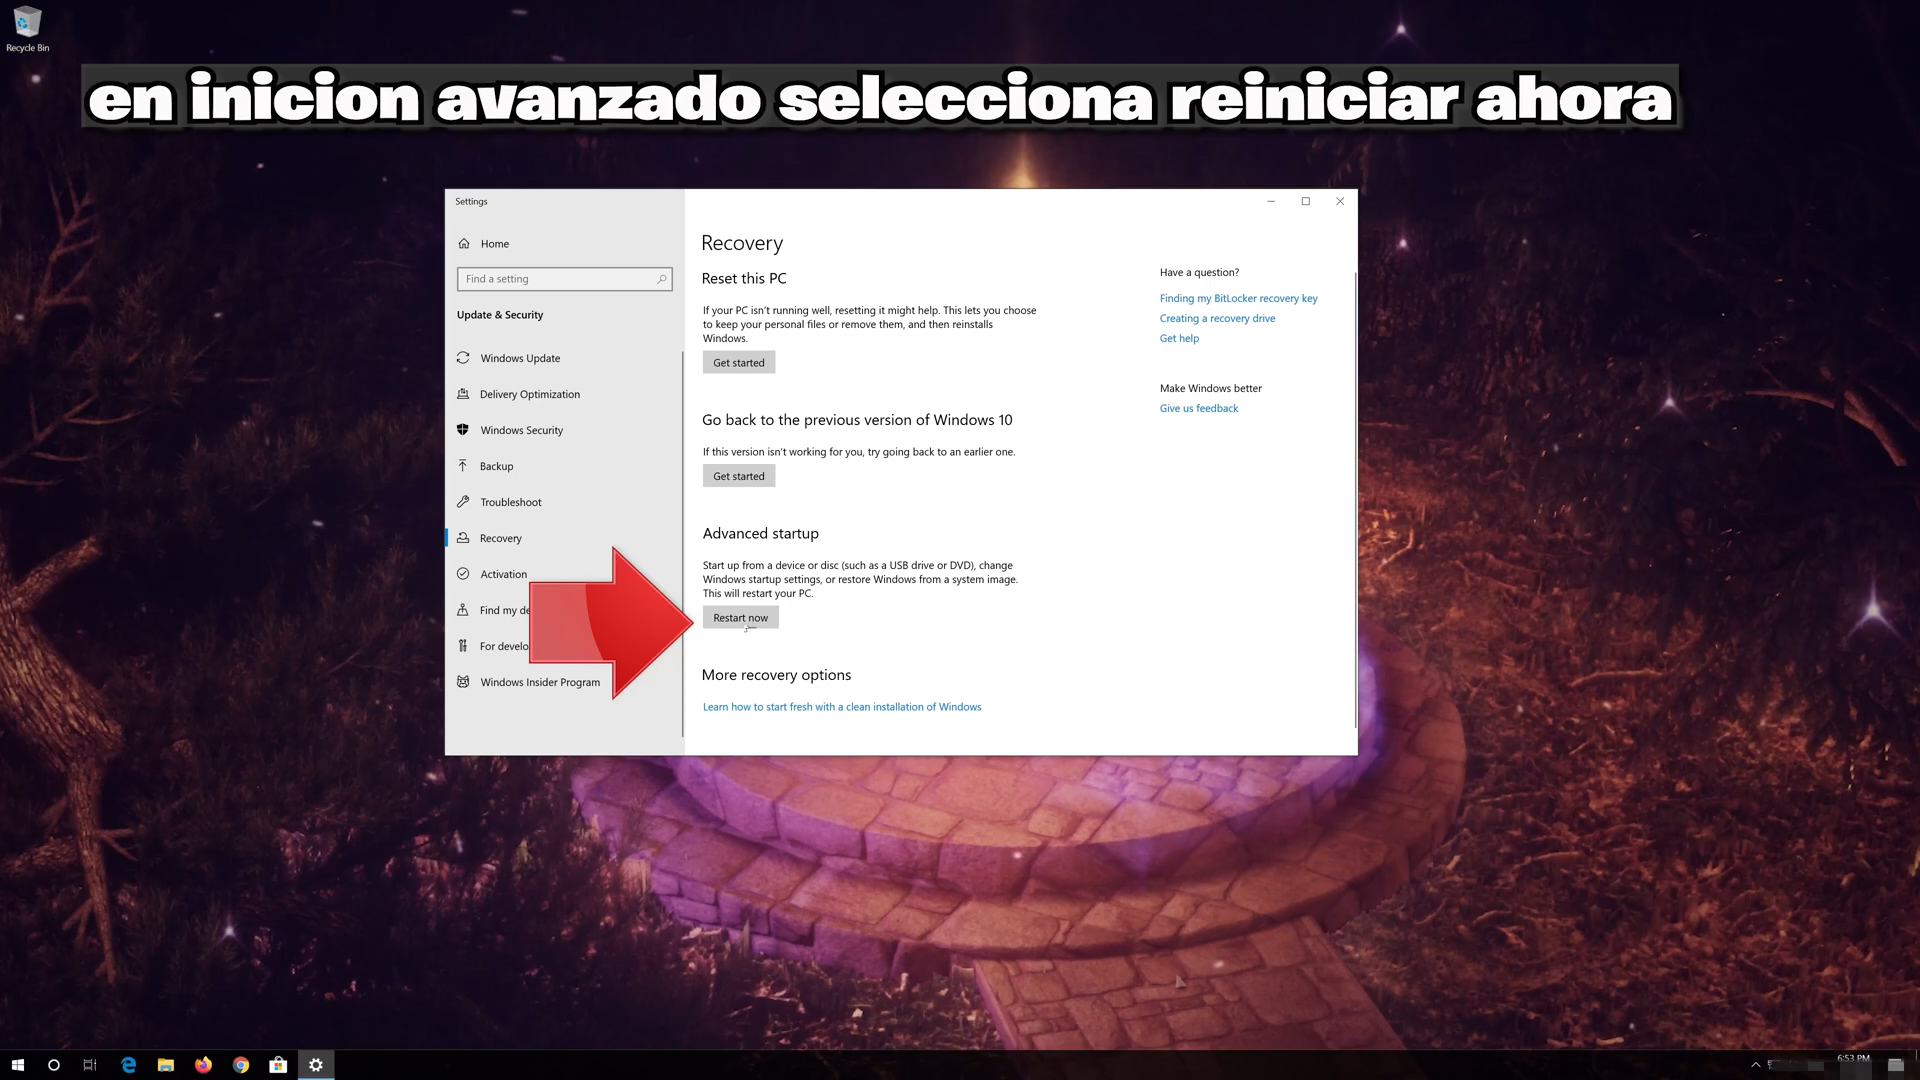 Recycle Bin
en inicion avanzado selecciona reiniciar ahora
Settings
Home
Find a setting
Update & Security
Windows Update
Delivery Optimization
Windows Security
Backup
Troubleshoot
Recovery
Activation
Find my de
For develo
Windows Insider Program
Recovery
Reset this PC
If your PC isn't running well, resetting it might help. This lets you choose
to keep your personal files or remove them, and then reinstalls
Windows.
Get started
Go back to the previous version of Windows 10
If this version isn't working for you, try going back to an earlier one.
Get started
Advanced startup
Start up from a device or disc (such as a USB drive or DVD), change
Windows startup settings, or restore Windows from a system image.
This will restart your PC.
Restart now
More recovery options
Learn how to start fresh with a clean installation of Windows
Have a question?
Finding my BitLocker recovery key
Creating a recovery drive
Get help
Make Windows better
Give us feedback
6:53 PM